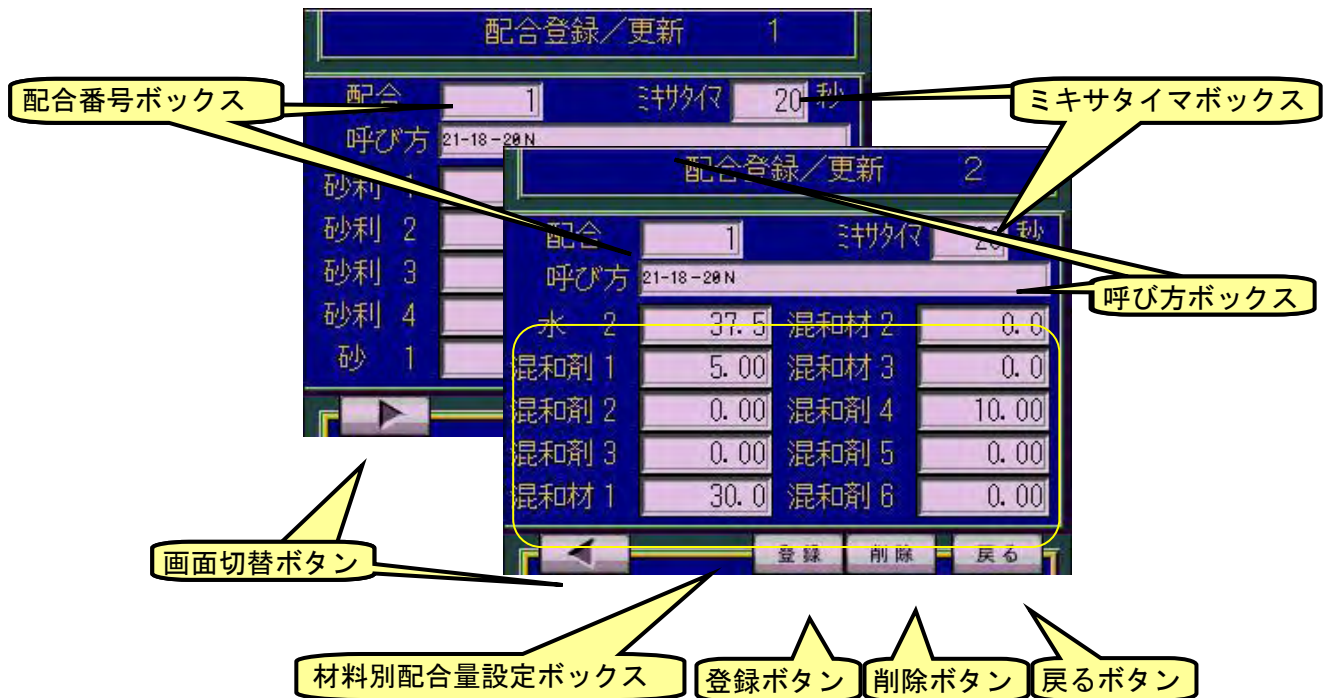 配合登録／更新 1
配合番号ボックス
配合 1 ミキサタイマ 20 秒
ミキサタイマボックス
呼び方 21-18-20N
砂利 1
砂利 2
砂利 3
砂利 4
砂 1
配合登録／更新 2
配合 1 ミキサタイマ 20 秒
呼び方 21-18-20N
呼び方ボックス
水 2 37.5 混和材 2 0.0
混和剤 1 5.00 混和材 3 0.0
混和剤 2 0.00 混和剤 4 10.00
混和剤 3 0.00 混和剤 5 0.00
混和材 1 30.0 混和剤 6 0.00
登録 削除 戻る
画面切替ボタン
材料別配合量設定ボックス
登録ボタン
削除ボタン
戻るボタン